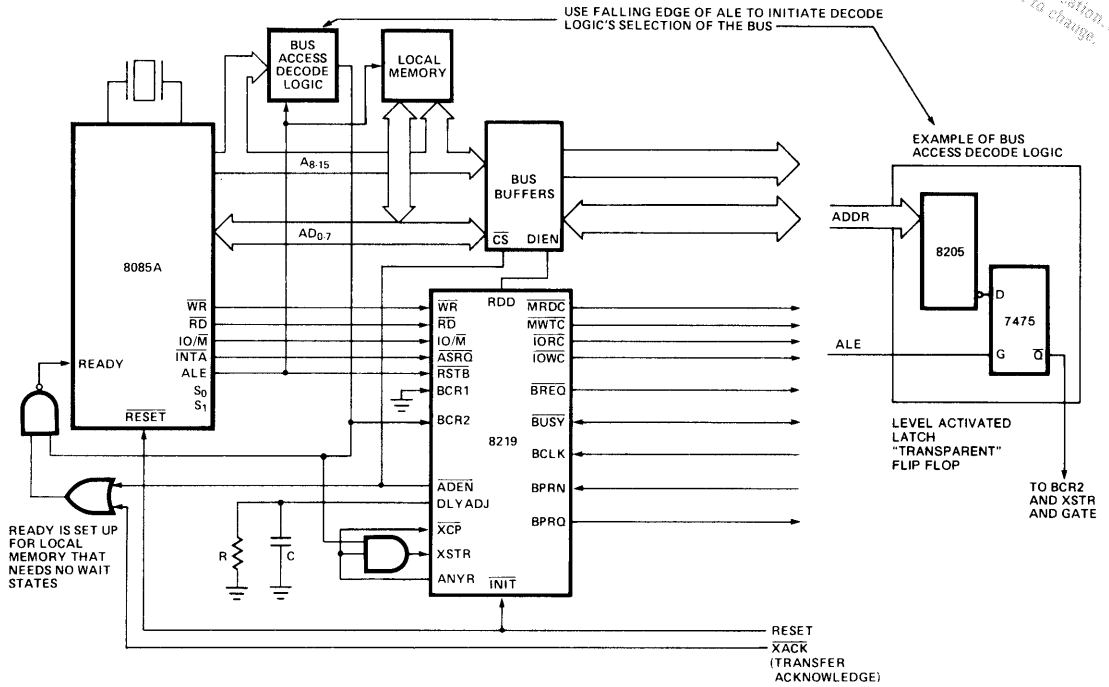 USE FALLING EDGE OF ALE TO INITIATE DECODE
LOGIC'S SELECTION OF THE BUS
to change.
BUS
ACCESS
DECODE
LOGIC
LOCAL
MEMORY
EXAMPLE OF BUS
ACCESS DECODE LOGIC
A8-15
BUS
BUFFERS
CS DIEN
AD0-7
8085A
WR
RD
IO/M
INTA
ALE
S0
S1
READY
RESET
RDD
WR
RD
IO/M
ASRQ
RSTB
BCR1
BCR2
8219
ADEN
DLYADJ
XCP
XSTR
ANYR
INIT
MRDC
MWTC
IORC
IOWC
BREQ
BUSY
BCLK
BPRN
BPRO
ADDR
8205
D
7475
ALE
G Q
LEVEL ACTIVATED
LATCH
"TRANSPARENT"
FLIP FLOP
TO BCR2
AND XSTR
AND GATE
READY IS SET UP
FOR LOCAL
MEMORY THAT
NEEDS NO WAIT
STATES
R
C
RESET
XACK
(TRANSFER
ACKNOWLEDGE)